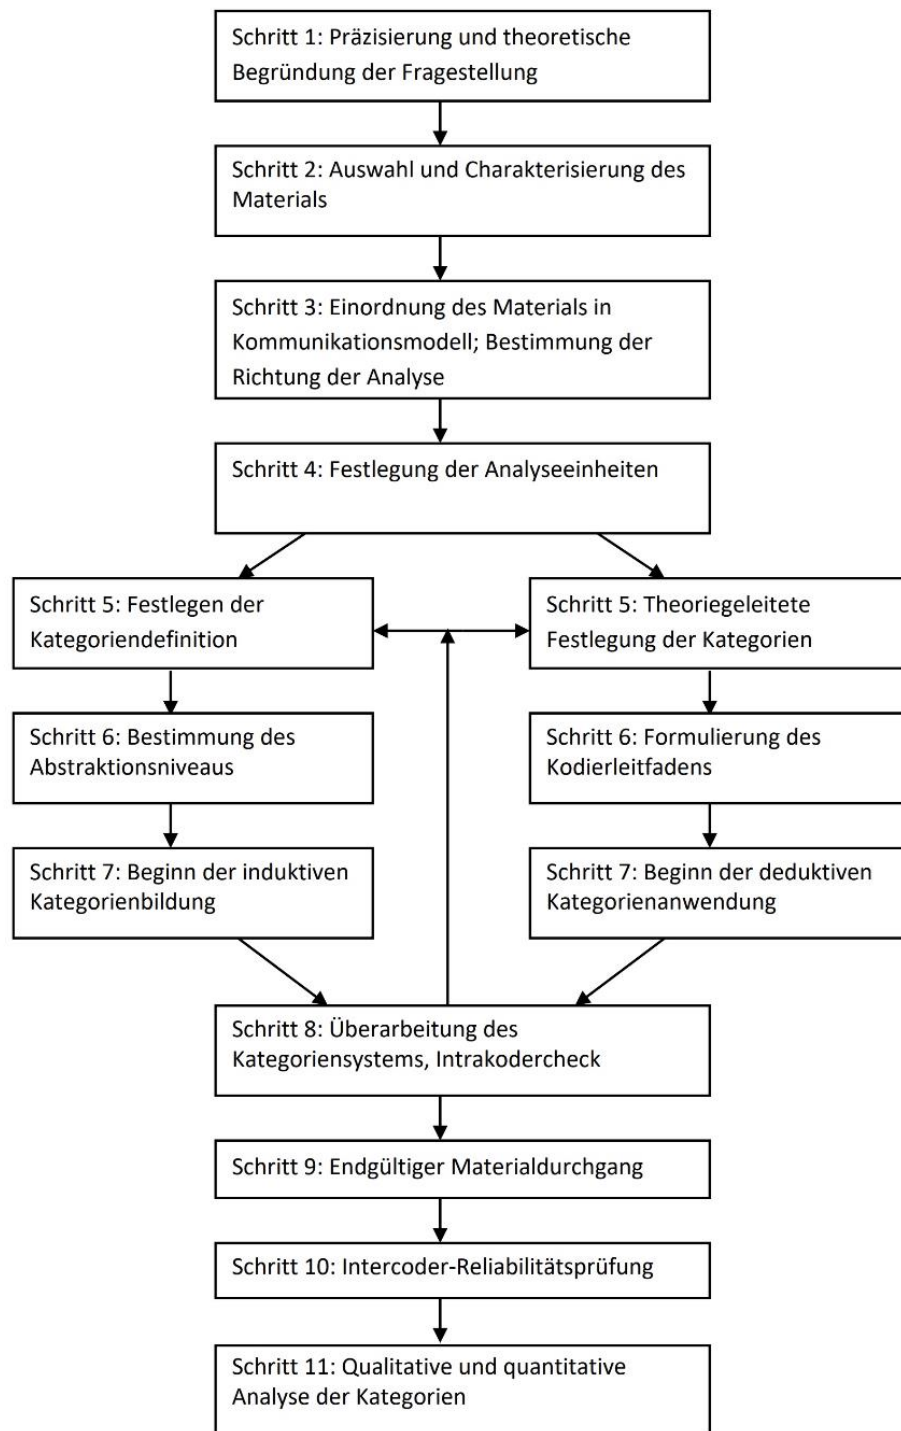 Schritt 1: Präzisierung und theoretische
Begründung der Fragestellung
Schritt 2: Auswahl und Charakterisierung des
Materials
Schritt 3: Einordnung des Materials in
Kommunikationsmodell; Bestimmung der
Richtung der Analyse
Schritt 4: Festlegung der Analyseeinheiten
Schritt 5: Festlegen der
Kategoriendefinition
Schritt 5: Theoriegeleitete
Festlegung der Kategorien
Schritt 6: Bestimmung des
Abstraktionsniveaus
Schritt 6: Formulierung des
Kodierleitfadens
Schritt 7: Beginn der induktiven
Kategorienbildung
Schritt 7: Beginn der deduktiven
Kategorienanwendung
Schritt 8: Überarbeitung des
Kategoriensystems, Intrakodercheck
Schritt 9: Endgültiger Materialdurchgang
Schritt 10: Intercoder-Reliabilitätsprüfung
Schritt 11: Qualitative und quantitative
Analyse der Kategorien